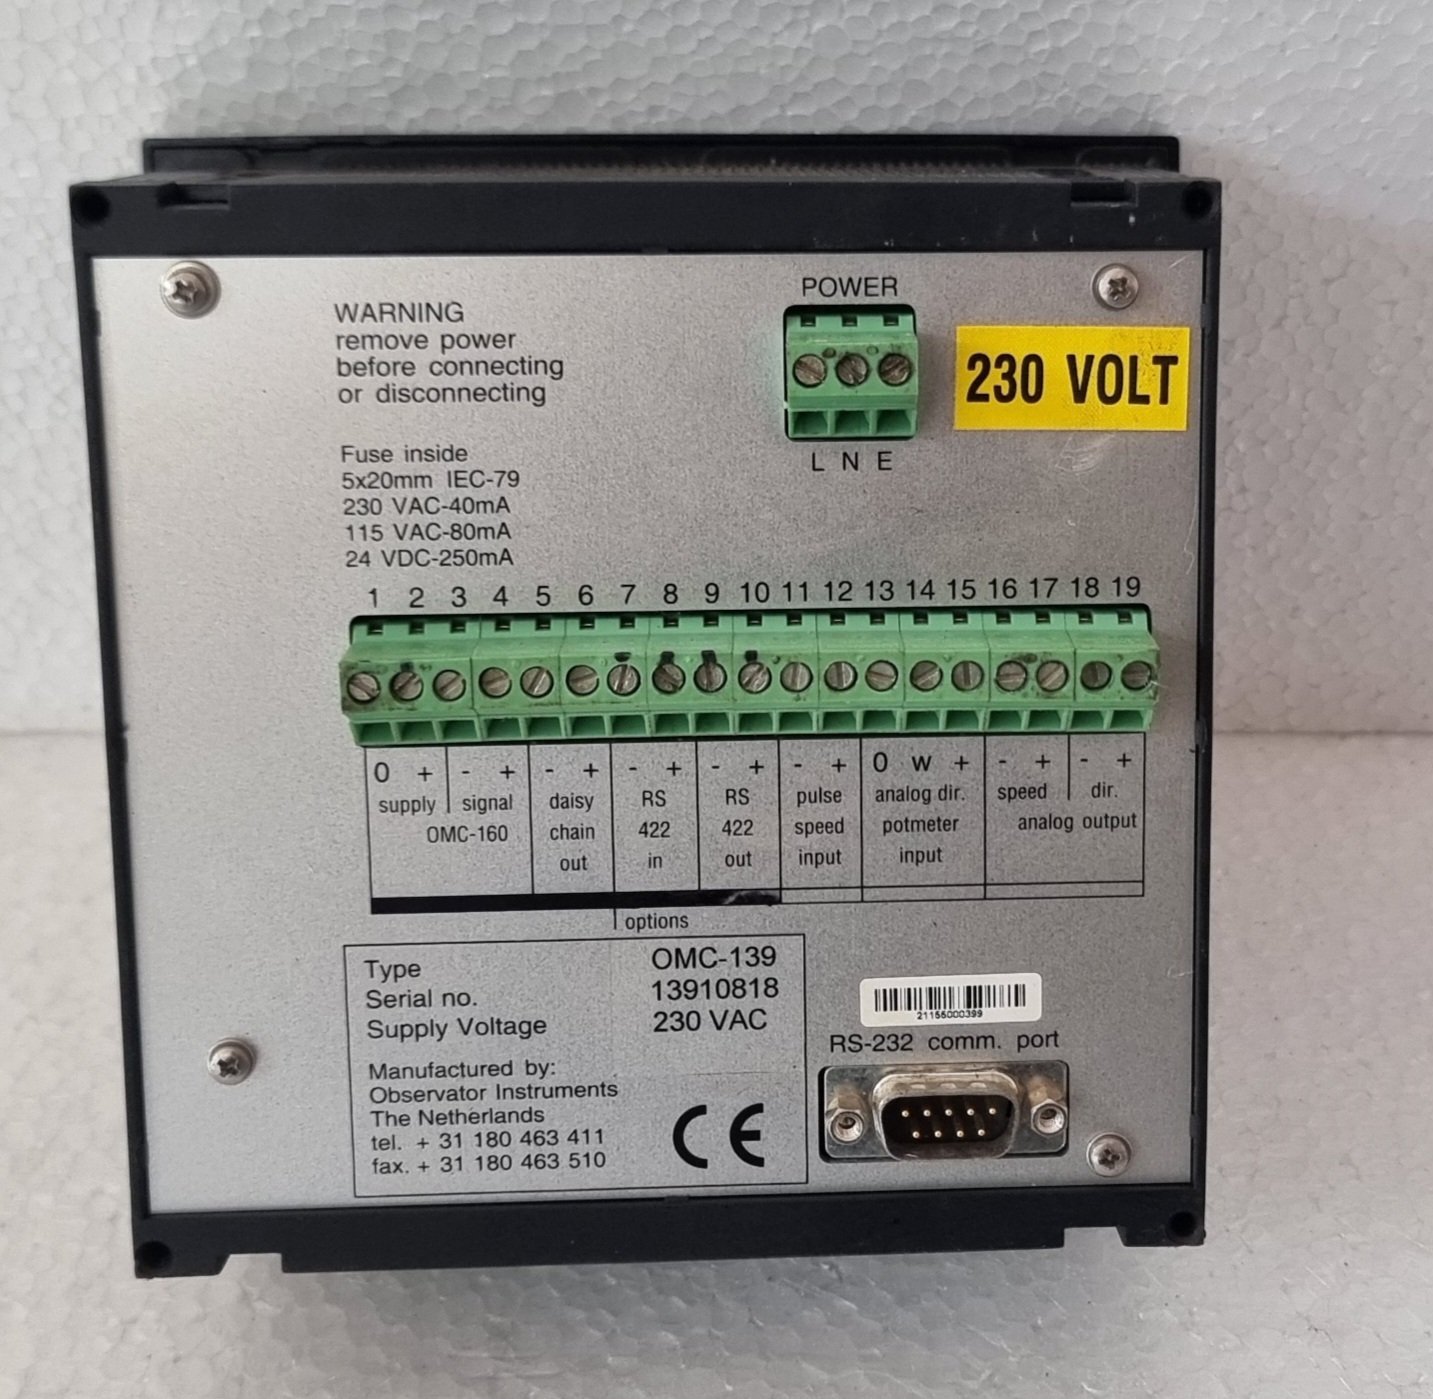 POWER
WARNING
remove power
before connecting
or disconnecting
230 VOLT
L N E
Fuse inside
5x20mm IEC-79
230 VAC-40mA
115 VAC-80mA
24 VDC-250mA
1 2 3 4 5 6 7 8 9 10 11 12 13 14 15 16 17 18 19
0 + - + - + - + - + - + 0 w + - + - +
supply signal daisy RS RS pulse analog dir. speed dir.
OMC-160 chain 422 422 speed potmeter analog output
out in out input input
options
Type OMC-139
Serial no. 13910818
Supply Voltage 230 VAC
Manufactured by:
Observator Instruments
The Netherlands
tel. + 31 180 463 411
fax. + 31 180 463 510
CE
21155000399
RS-232 comm. port